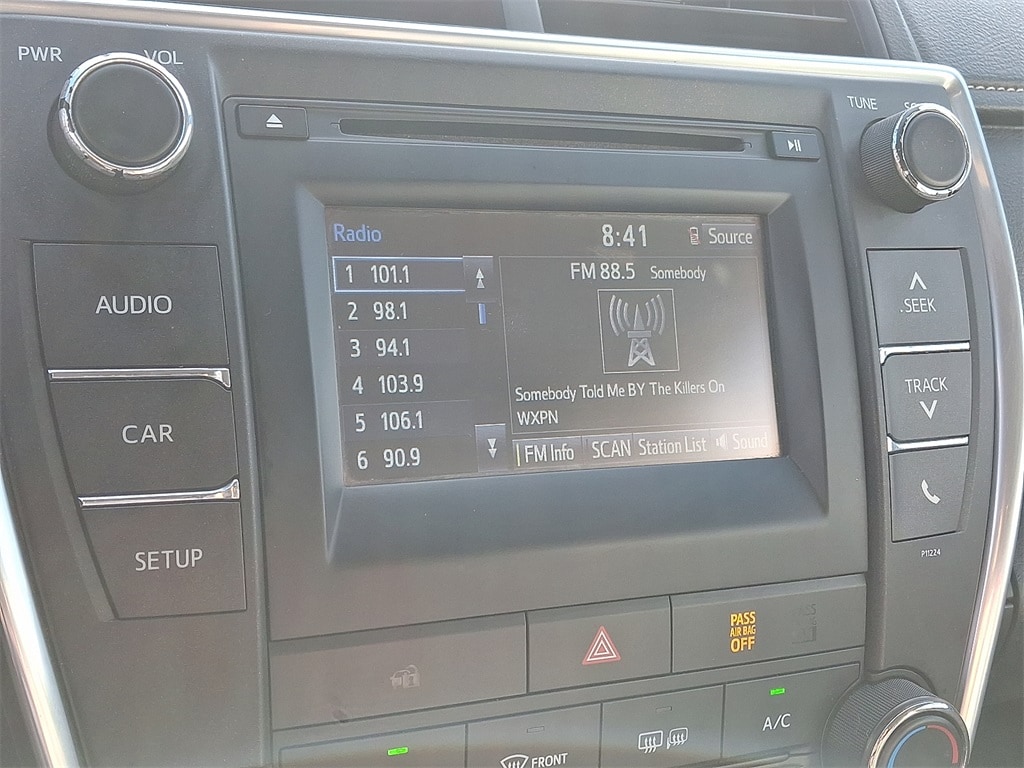 PWR VOL
TUNE
AUDIO
CAR
SETUP
Radio 8:41 Source
1 101.1
2 98.1
3 94.1
4 103.9
5 106.1
6 90.9
FM 88.5 Somebody
Somebody Told Me BY The Killers On
WXPN
FM Info SCAN Station List Sound
SEEK
TRACK
P11224
PASS
AIR BAG
OFF
FRONT
A/C